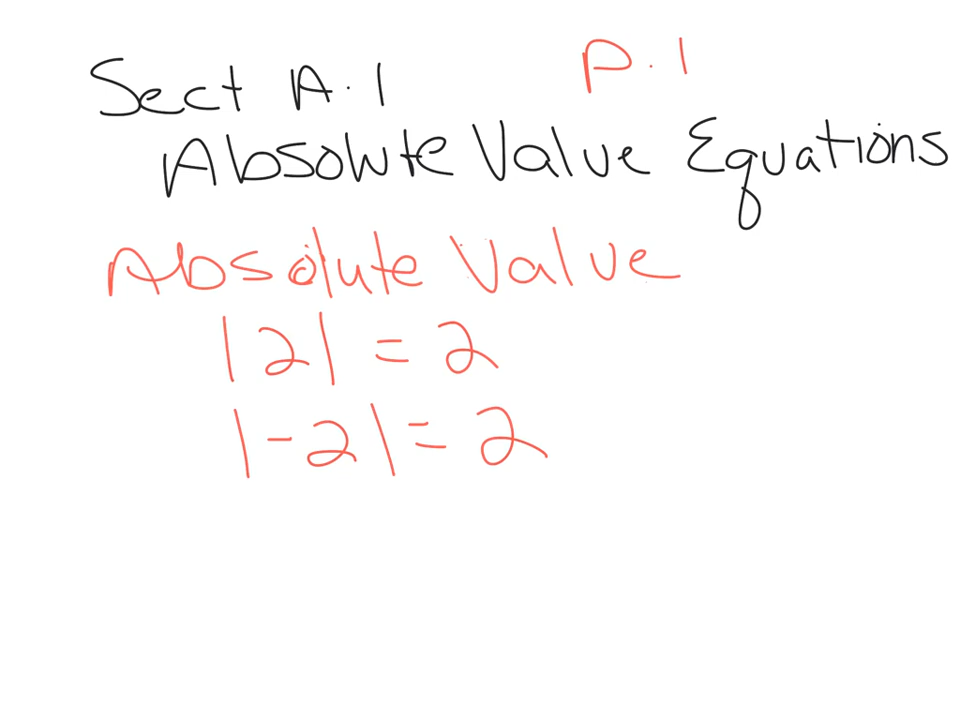 Sect A.1 P.1
Absolute Value Equations
Absolute Value
|2| = 2
|-2| = 2